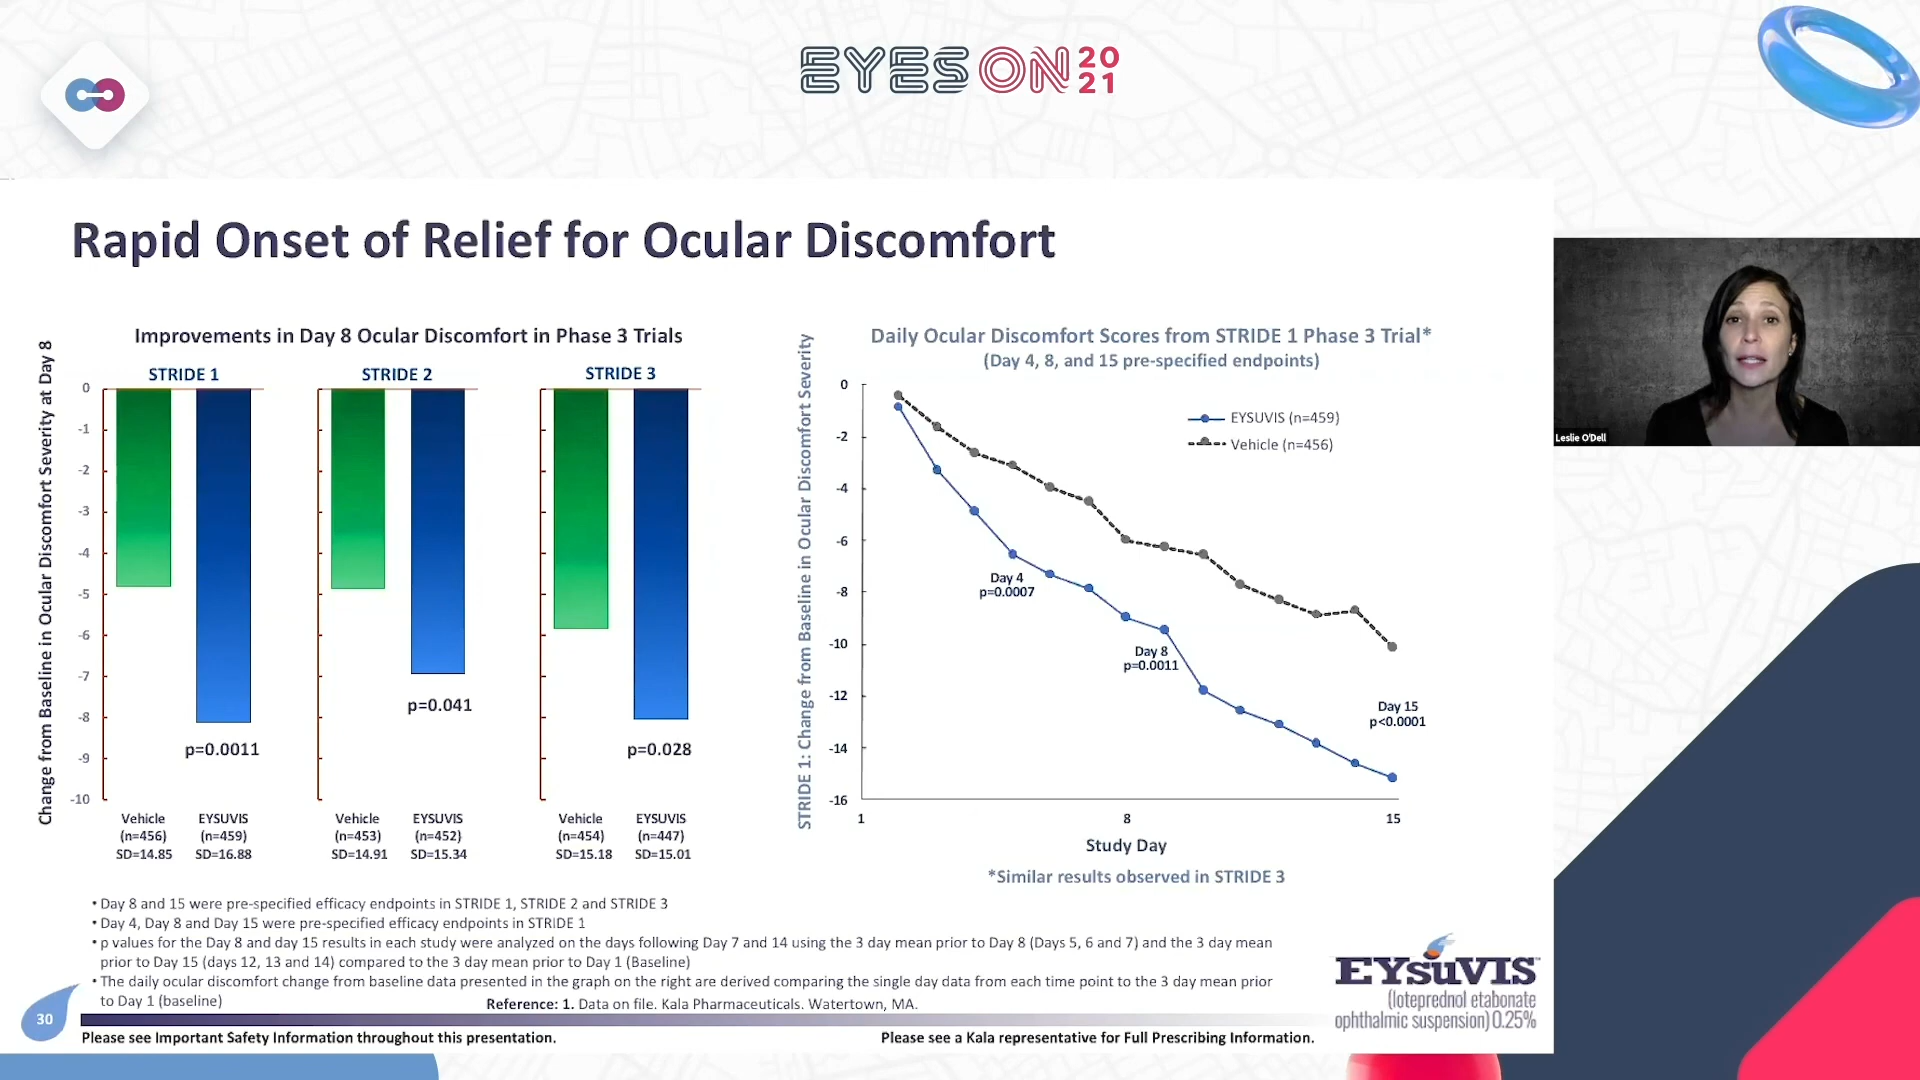 EYES ON 20
21
Rapid Onset of Relief for Ocular Discomfort
Improvements in Day 8 Ocular Discomfort in Phase 3 Trials
Change from Baseline in Ocular Discomfort Severity at Day 8
STRIDE 1
STRIDE 2
STRIDE 3
0
-1
-2
-3
-4
-5
-6
-7
-8
-9
-10
p=0.0011
p=0.041
p=0.028
Vehicle
(n=456)
SD=14.85
EYSUVIS
(n=459)
SD=16.88
Vehicle
(n=453)
SD=14.91
EYSUVIS
(n=452)
SD=15.34
Vehicle
(n=454)
SD=15.18
EYSUVIS
(n=447)
SD=15.01
Daily Ocular Discomfort Scores from STRIDE 1 Phase 3 Trial*
(Day 4, 8, and 15 pre-specified endpoints)
STRIDE 1: Change from Baseline in Ocular Discomfort Severity
0
-2
-4
-6
-8
-10
-12
-14
-16
EYSUVIS (n=459)
Vehicle (n=456)
Day 4
p=0.0007
Day 8
p=0.0011
Day 15
p<0.0001
1
8
15
Study Day
*Similar results observed in STRIDE 3
Leslie O'Dell
• Day 8 and 15 were pre-specified efficacy endpoints in STRIDE 1, STRIDE 2 and STRIDE 3
• Day 4, Day 8 and Day 15 were pre-specified efficacy endpoints in STRIDE 1
• p values for the Day 8 and day 15 results in each study were analyzed on the days following Day 7 and 14 using the 3 day mean prior to Day 8 (Days 5, 6 and 7) and the 3 day mean
prior to Day 15 (days 12, 13 and 14) compared to the 3 day mean prior to Day 1 (Baseline)
• The daily ocular discomfort change from baseline data presented in the graph on the right are derived comparing the single day data from each time point to the 3 day mean prior
to Day 1 (baseline)
Reference: 1. Data on file. Kala Pharmaceuticals. Watertown, MA.
EYSUVIS
(loteprednol etabonate
ophthalmic suspension) 0.25%
30
Please see Important Safety Information throughout this presentation.
Please see a Kala representative for Full Prescribing Information.